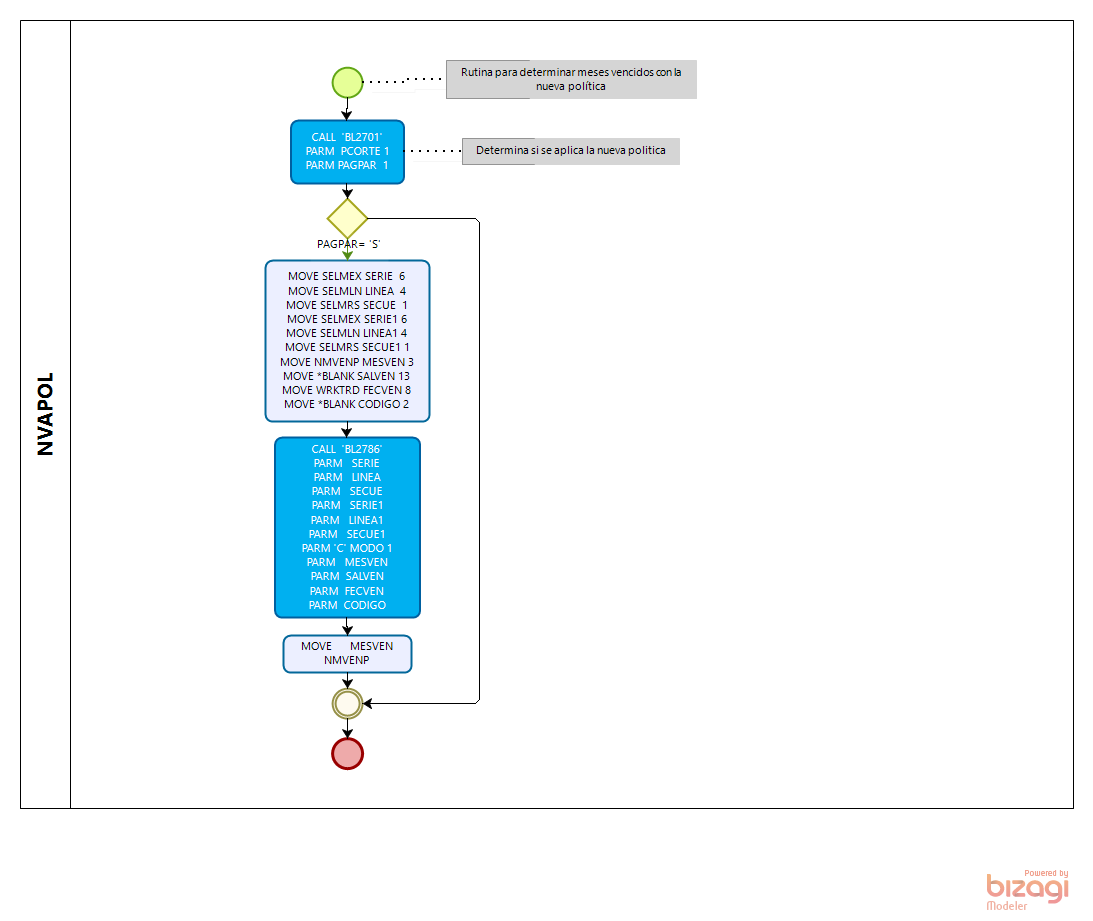 NVAPOL
Rutina para determinar meses vencidos con la
nueva política
CALL 'BL2701'
PARM PCORTE 1
PARM PAGPAR 1
Determina si se aplica la nueva politica
PAGPAR= 'S'
MOVE SELMEX SERIE 6
MOVE SELMLN LINEA 4
MOVE SELMRS SECUE 1
MOVE SELMEX SERIE1 6
MOVE SELMLN LINEA1 4
MOVE SELMRS SECUE1 1
MOVE NMVENP MESVEN 3
MOVE *BLANK SALVEN 13
MOVE WRKTRD FECVEN 8
MOVE *BLANK CODIGO 2
CALL 'BL2786'
PARM SERIE
PARM LINEA
PARM SECUE
PARM SERIE1
PARM LINEA1
PARM SECUE1
PARM 'C' MODO 1
PARM MESVEN
PARM SALVEN
PARM FECVEN
PARM CODIGO
MOVE MESVEN
NMVENP
Powered by
bizagi
Modeler